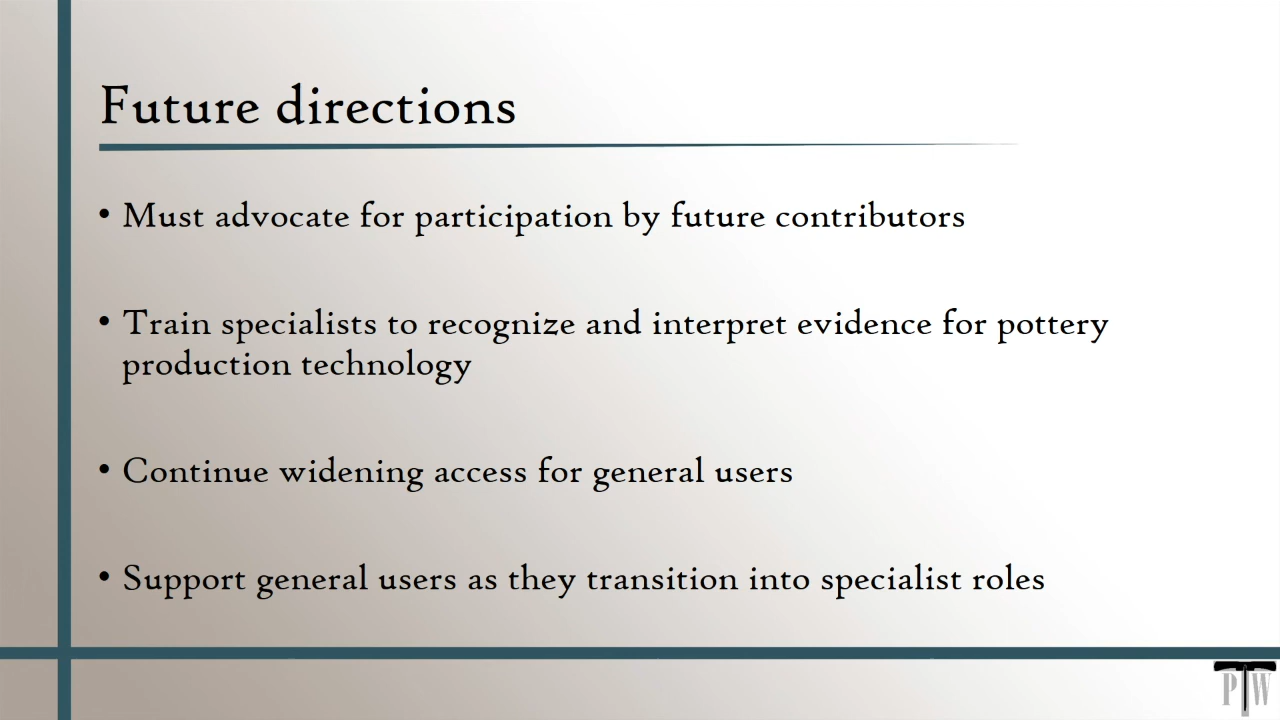 Future directions
• Must advocate for participation by future contributors
• Train specialists to recognize and interpret evidence for pottery
production technology
• Continue widening access for general users
• Support general users as they transition into specialist roles
PTW